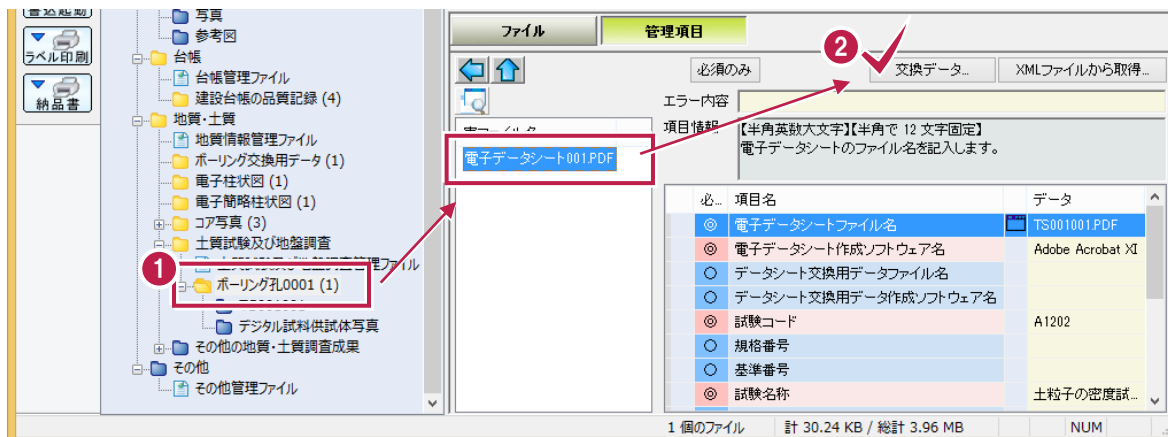 ラベル印刷
納品書
写真
参考図
台帳
台帳管理ファイル
建設台帳の品質記録 (4)
地質・土質
地質情報管理ファイル
ボーリング交換用データ (1)
電子柱状図 (1)
電子簡略柱状図 (1)
コア写真 (3)
土質試験及び地盤調査
1
ボーリング孔0001 (1)
デジタル試料供試体写真
その他の地質・土質調査成果
その他
その他管理ファイル
ファイル
管理項目
2
必須のみ
交換データ...
XMLファイルから取得...
エラー内容
項目情報
【半角英数大文字】【半角で 12 文字固定】
電子データシートのファイル名を記入します。
電子データシート001.PDF
必... 項目名 データ
◎ 電子データシートファイル名 TS001001.PDF
◎ 電子データシート作成ソフトウェア名 Adobe Acrobat XI
○ データシート交換用データファイル名
○ データシート交換用データ作成ソフトウェア名
◎ 試験コード A1202
○ 規格番号
○ 基準番号
◎ 試験名称 土粒子の密度試...
1 個のファイル 計 30.24 KB / 総計 3.96 MB NUM